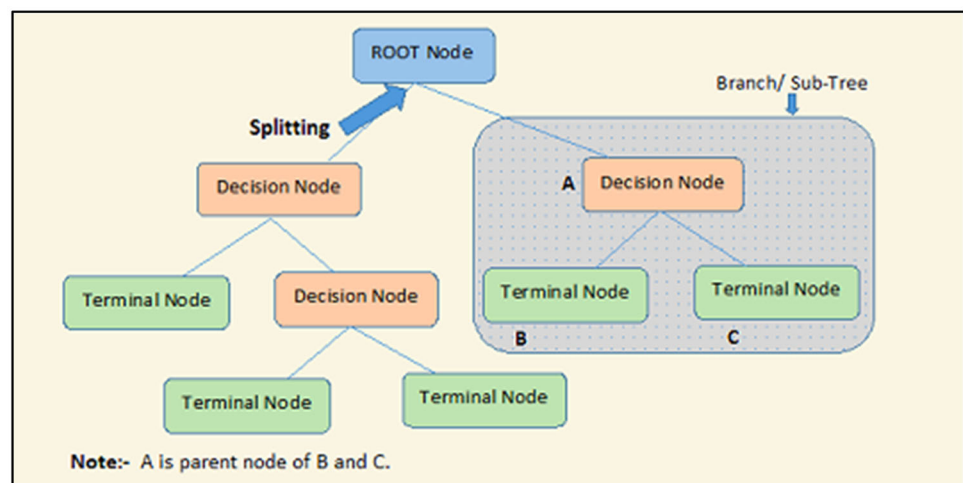 ROOT Node
Branch/ Sub-Tree
Splitting
Decision Node
A Decision Node
Terminal Node
Decision Node
Terminal Node
Terminal Node
B
C
Terminal Node
Terminal Node
Note:- A is parent node of B and C.